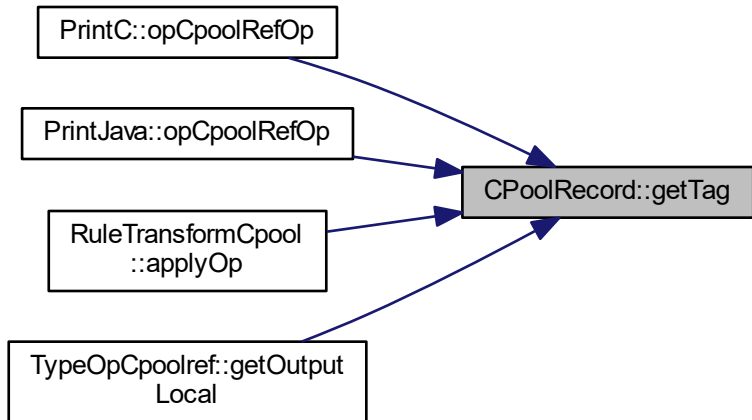 PrintC::opCpoolRefOp
PrintJava::opCpoolRefOp
CPoolRecord::getTag
RuleTransformCpool
::applyOp
TypeOpCpoolref::getOutput
Local